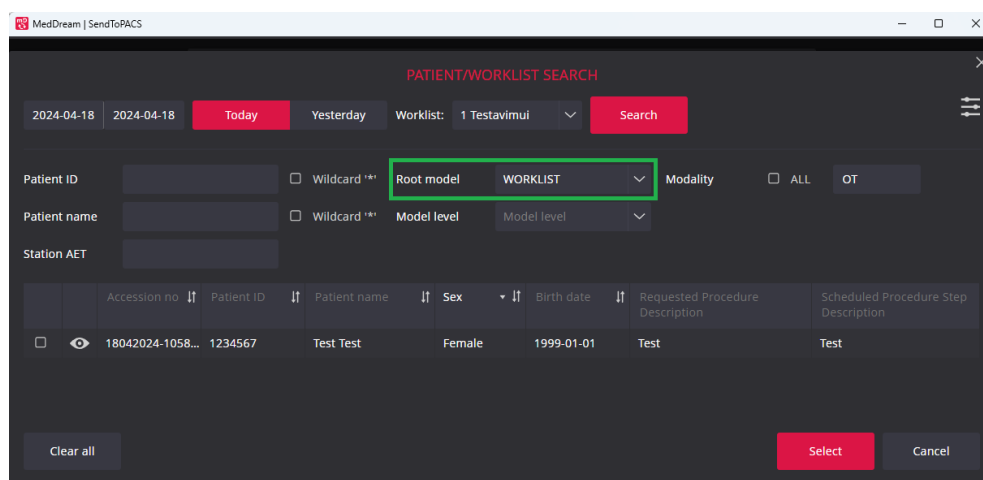 MedDream | SendToPACS
PATIENT/WORKLIST SEARCH
2024-04-18 2024-04-18 Today Yesterday Worklist: 1 Testavimui Search
Patient ID Wildcard '*' Root model WORKLIST Modality ALL OT
Patient name Wildcard '*' Model level Model level
Station AET
Accession no Patient ID Patient name Sex Birth date Requested Procedure Description Scheduled Procedure Step Description
18042024-1058... 1234567 Test Test Female 1999-01-01 Test Test
Clear all Select Cancel